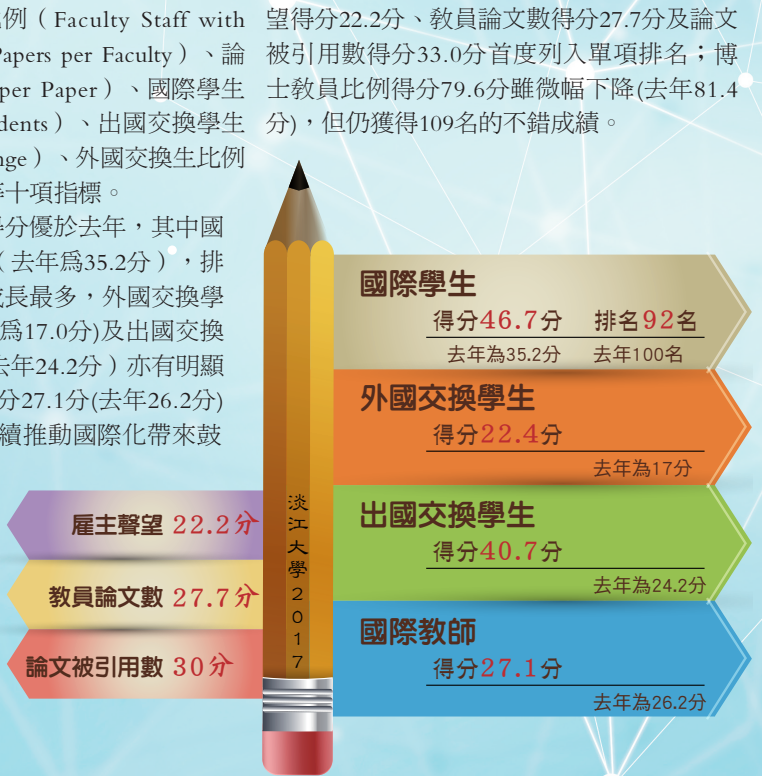 比例（Faculty Staff with
Papers per Faculty）、論
per Paper）、國際學生
dents）、出國交換學生
nge）、外國交換生比例
等十項指標。
得分優於去年，其中國
（去年為35.2分），排
成長最多，外國交換學
為17.0分)及出國交換
去年24.2分）亦有明顯
分27.1分(去年26.2分)
續推動國際化帶來鼓
望得分22.2分、教員論文數得分27.7分及論文
被引用數得分33.0分首度列入單項排名；博
士教員比例得分79.6分雖微幅下降(去年81.4
分)，但仍獲得109名的不錯成績。
國際學生
得分46.7分 排名92名
去年為35.2分 去年100名
外國交換學生
得分22.4分
去年為17分
出國交換學生
得分40.7分
去年為24.2分
國際教師
得分27.1分
去年為26.2分
雇主聲望 22.2分
教員論文數 27.7分
論文被引用數 30分
淡江大學2017